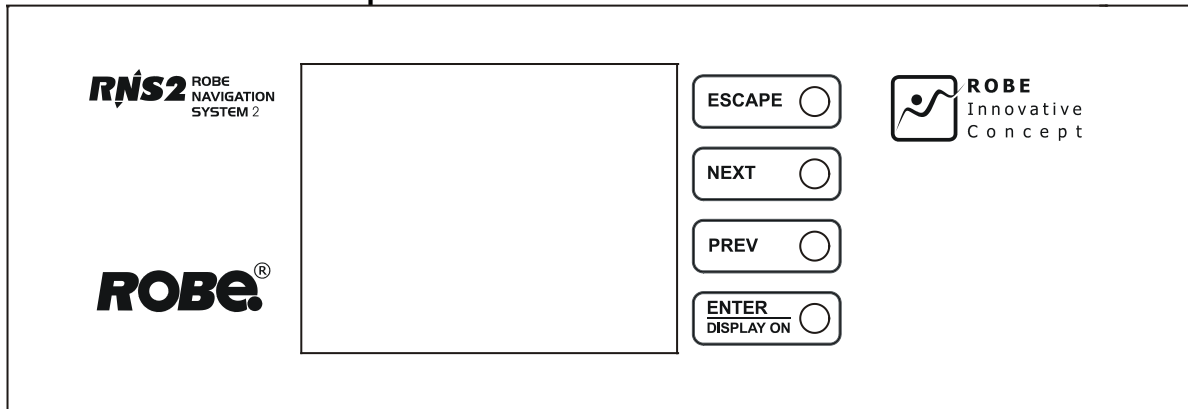 RNS2 ROBE
NAVIGATION
SYSTEM 2
ROBE®
ESCAPE
NEXT
PREV
ENTER
DISPLAY ON
ROBE
Innovative
Concept